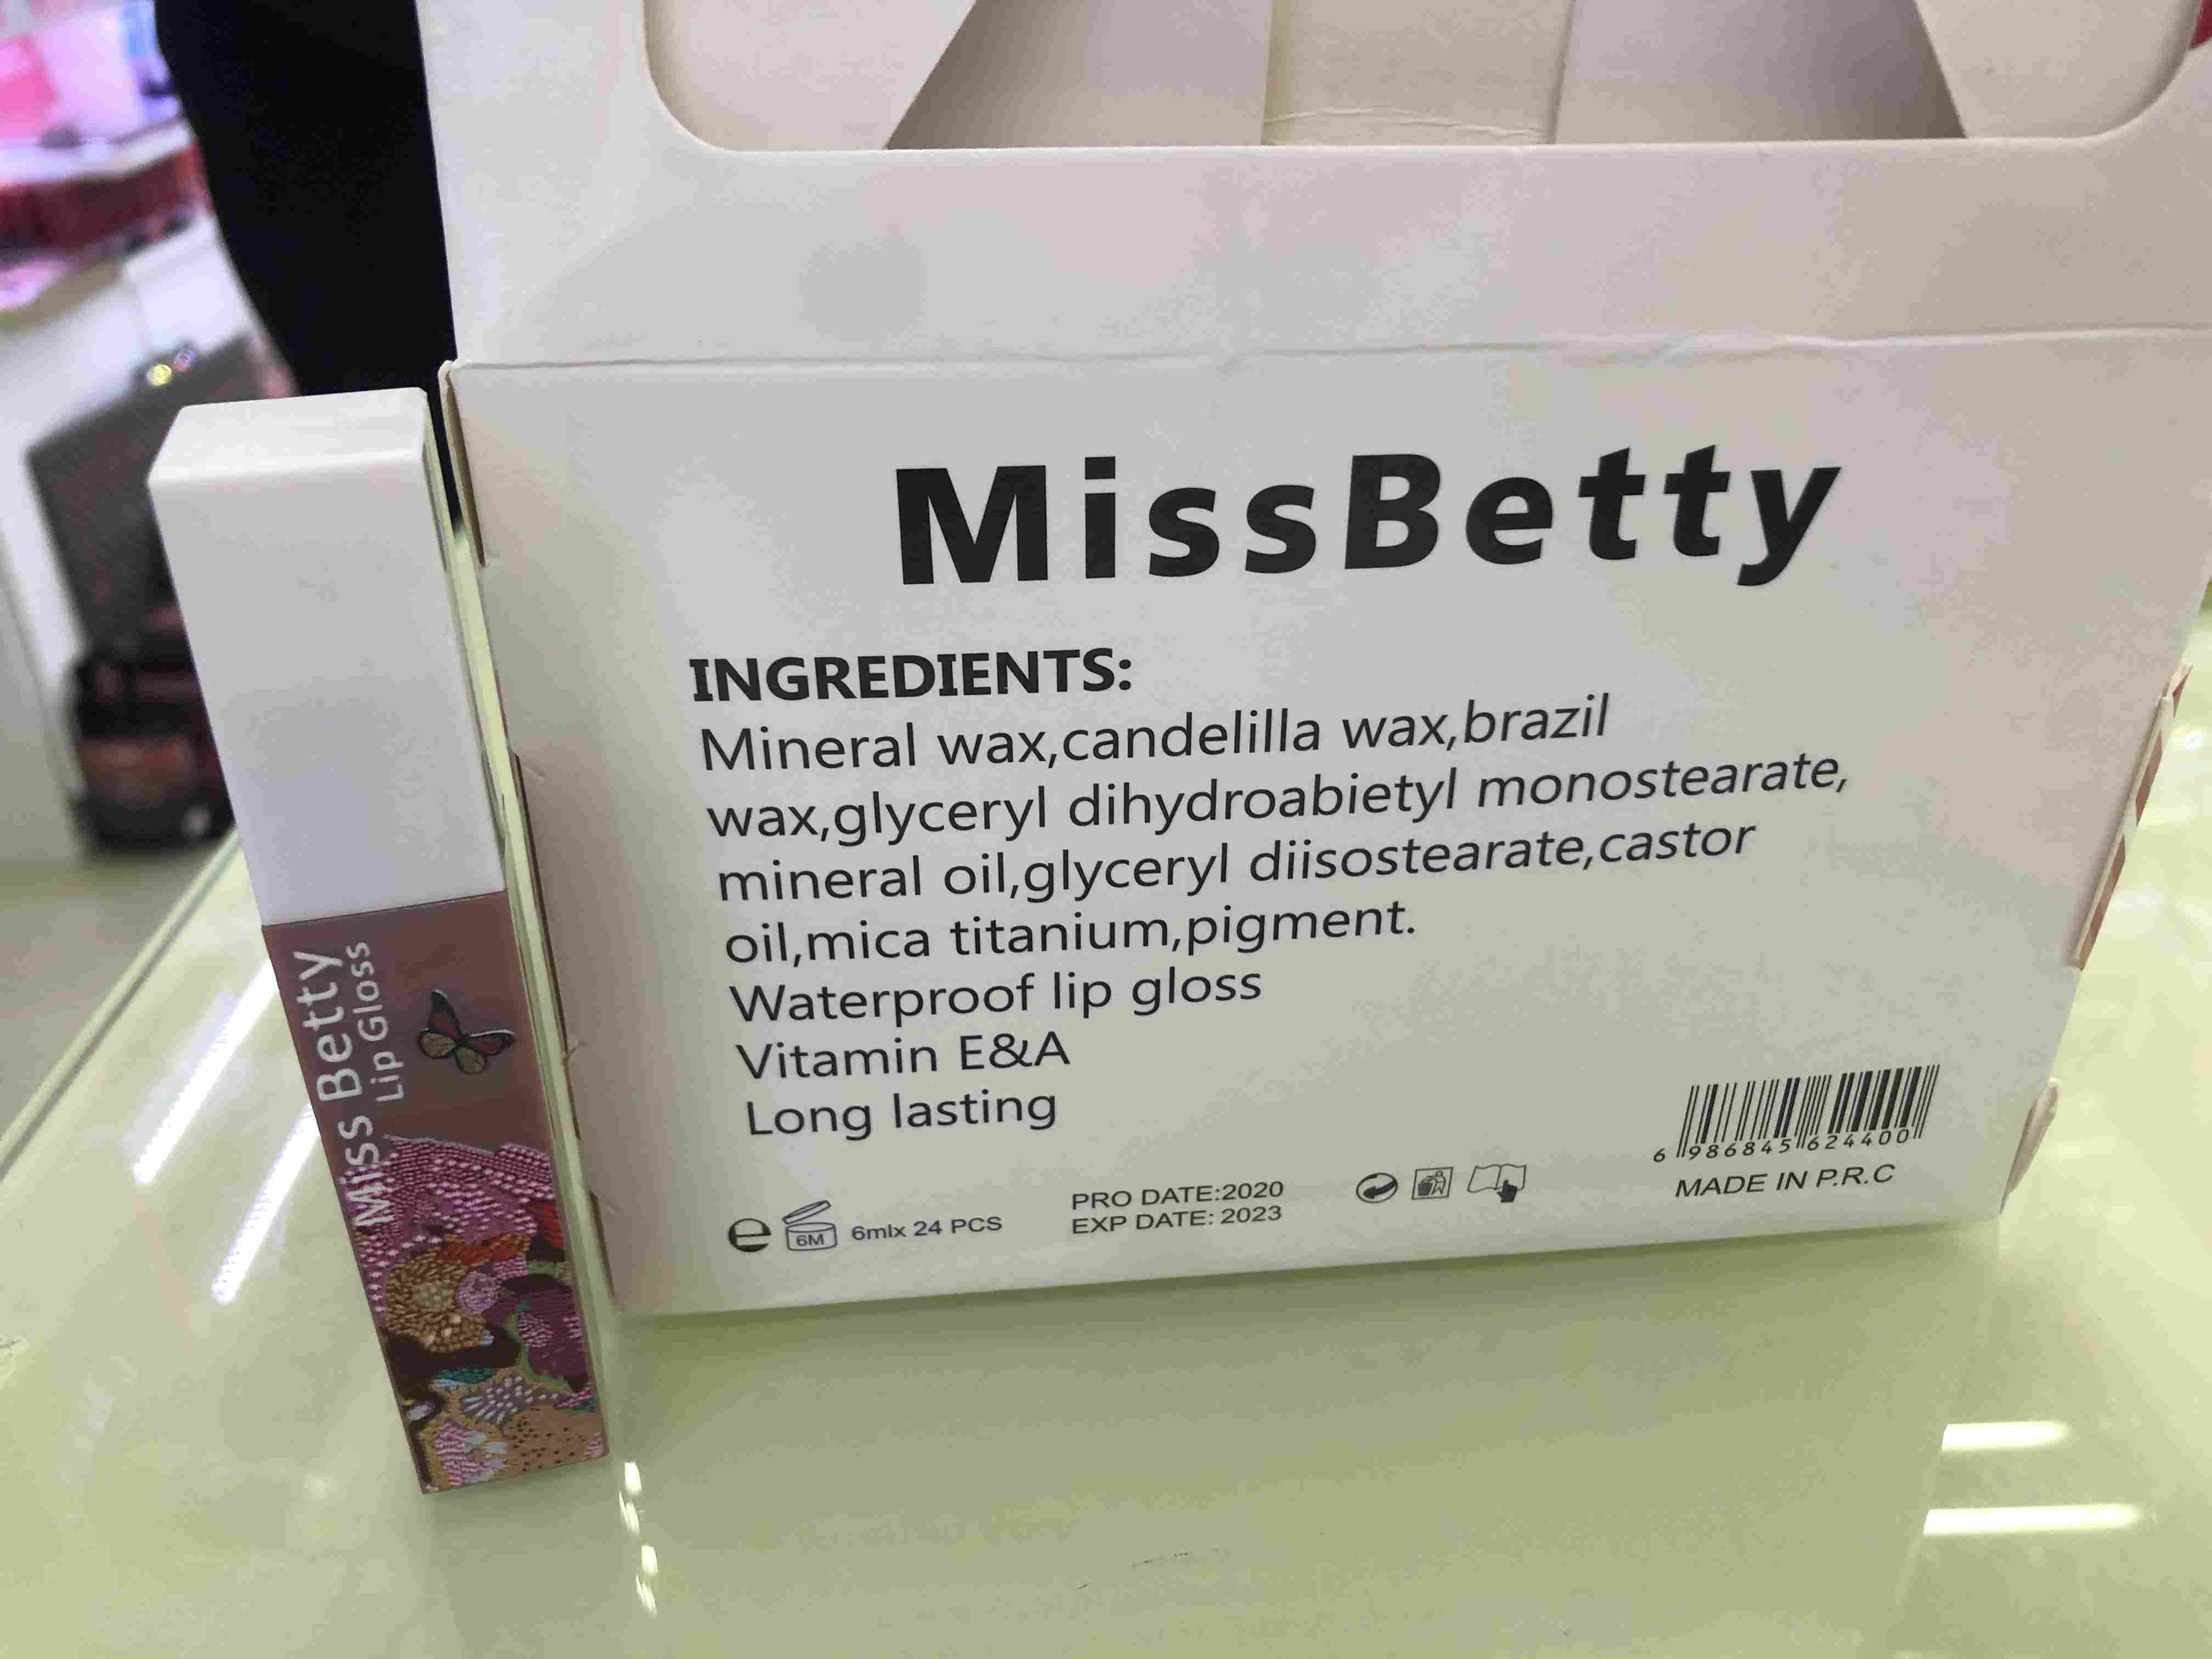 MissBetty
INGREDIENTS:
Mineral wax,candelilla wax,brazil
wax,glyceryl dihydroabietyl monostearate,
mineral oil,glyceryl diisostearate,castor
oil,mica titanium,pigment.
Waterproof lip gloss
Vitamin E&A
Long lasting
e 6M 6mlx 24 PCS
PRO DATE:2020
EXP DATE: 2023
6 986845 624400
MADE IN P.R.C
Miss Betty
Lip Gloss